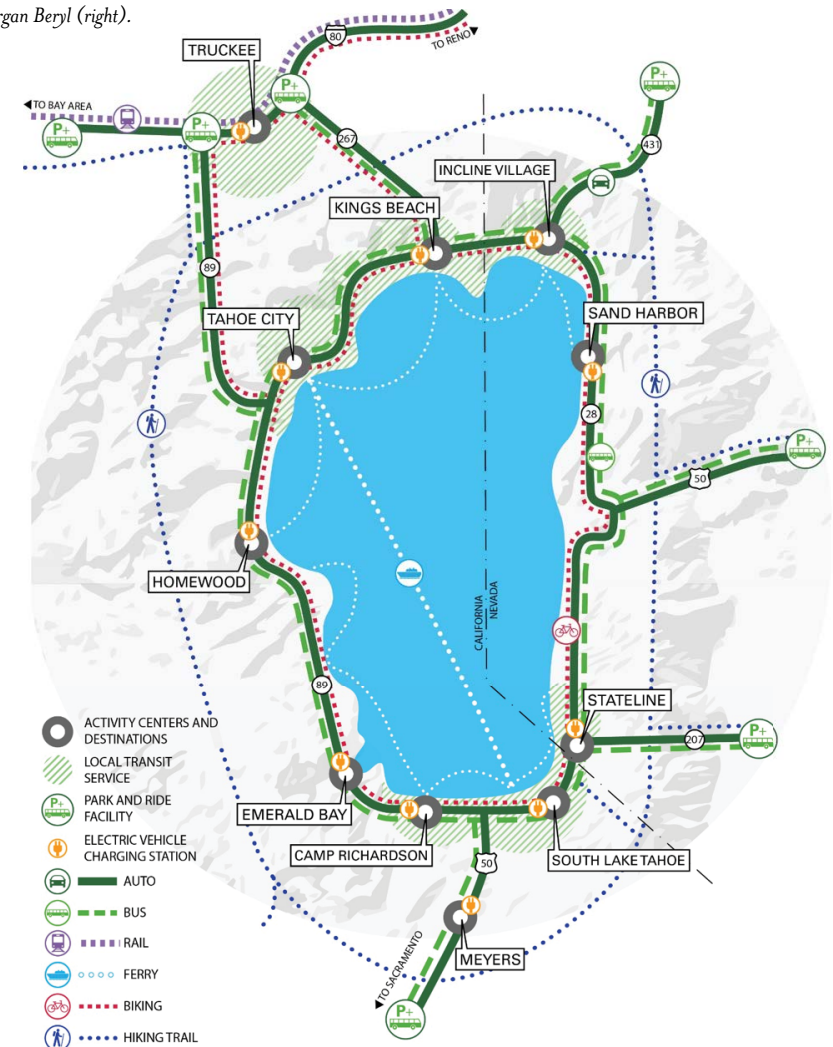 rgan Beryl (right).
TRUCKEE
80
TO RENO
TO BAY AREA
P+
P+
P+
P+
267
431
INCLINE VILLAGE
KINGS BEACH
89
TAHOE CITY
SAND HARBOR
28
P+
50
HOMEWOOD
CALIFORNIA
NEVADA
89
STATELINE
207
P+
EMERALD BAY
CAMP RICHARDSON
SOUTH LAKE TAHOE
50
MEYERS
TO SACRAMENTO
P+
ACTIVITY CENTERS AND
DESTINATIONS
LOCAL TRANSIT
SERVICE
P+
PARK AND RIDE
FACILITY
ELECTRIC VEHICLE
CHARGING STATION
AUTO
BUS
RAIL
FERRY
BIKING
HIKING TRAIL